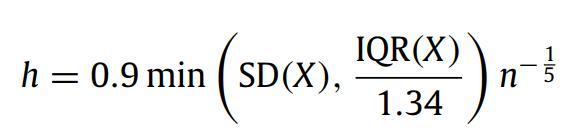 h = 0.9 min ( SD(X), IQR(X) / 1.34 ) n^{-1/5}